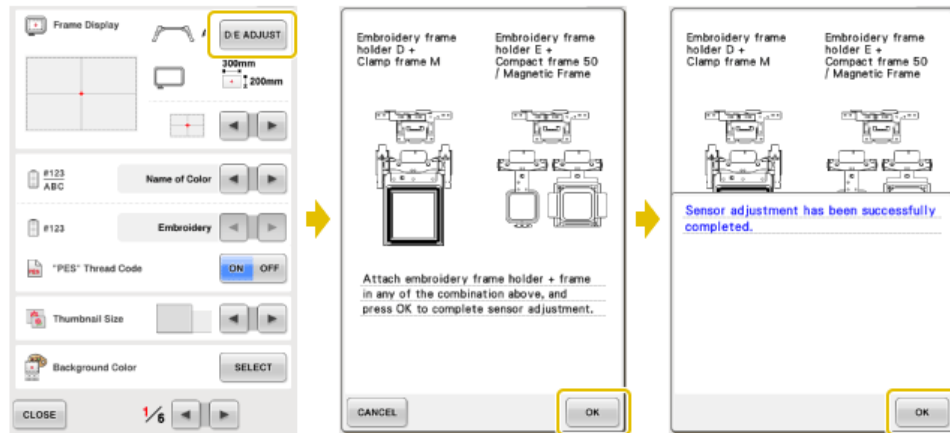 Frame Display
D/E ADJUST
300mm
200mm
#123
ABC
Name of Color
#123
Embroidery
"PES" Thread Code
ON OFF
Thumbnail Size
Background Color
SELECT
CLOSE
1/6
Embroidery frame
holder D +
Clamp frame M
Embroidery frame
holder E +
Compact frame 50
/ Magnetic Frame
Attach embroidery frame holder + frame
in any of the combination above, and
press OK to complete sensor adjustment.
CANCEL
OK
Embroidery frame
holder D +
Clamp frame M
Embroidery frame
holder E +
Compact frame 50
/ Magnetic Frame
Sensor adjustment has been successfully
completed.
OK